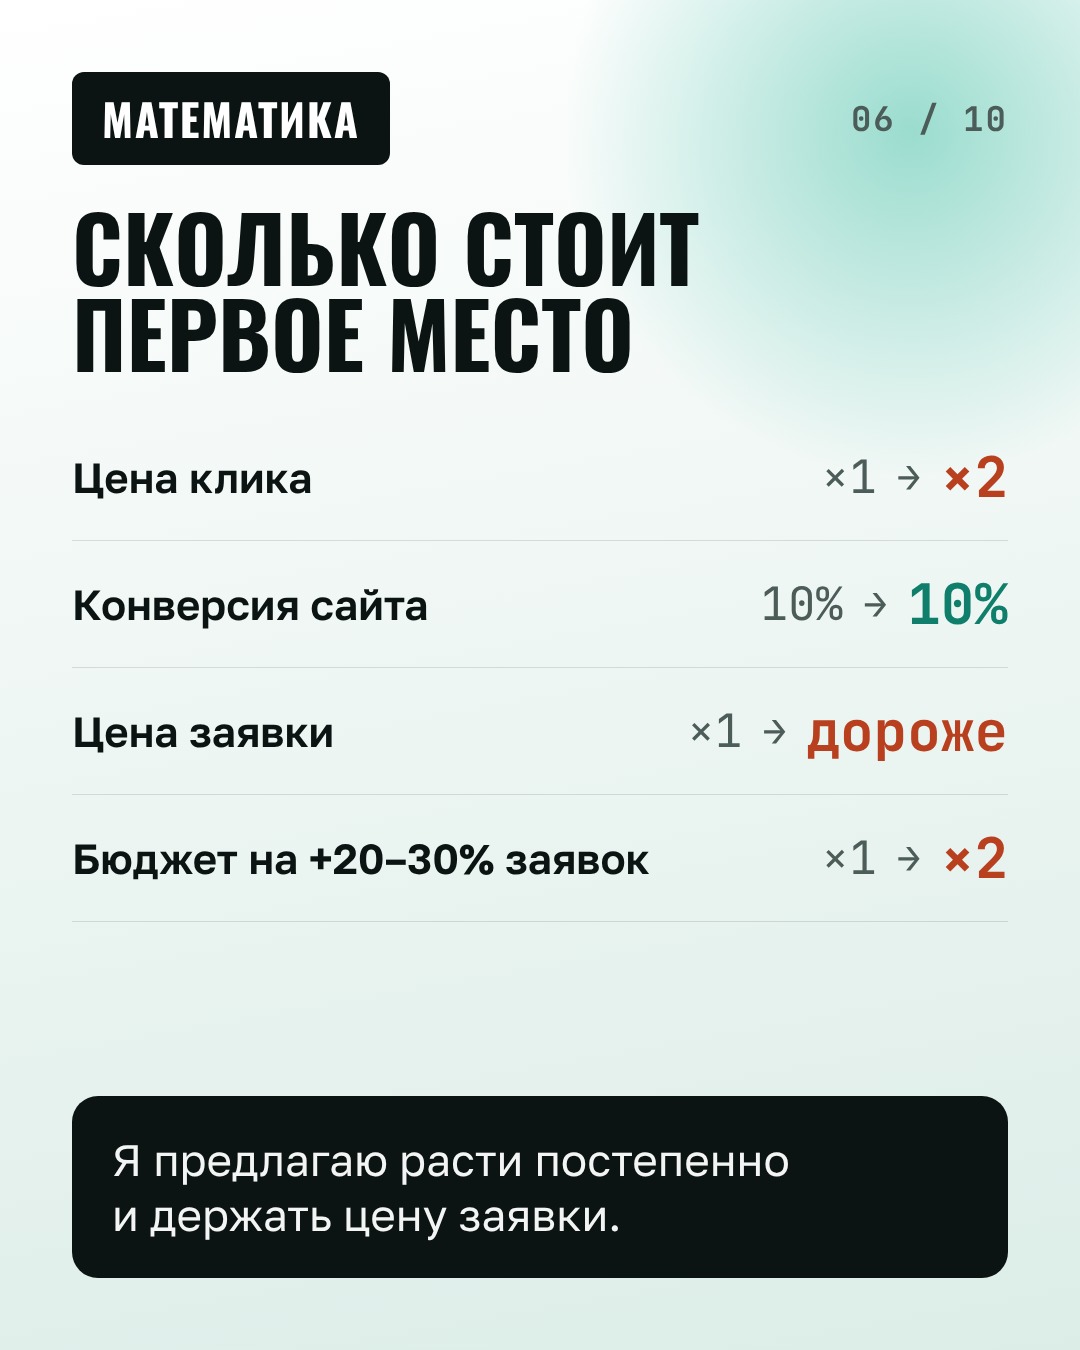 МАТЕМАТИКА
06 / 10
СКОЛЬКО СТОИТ
ПЕРВОЕ МЕСТО
Цена клика ×1 → ×2
Конверсия сайта 10% → 10%
Цена заявки ×1 → дороже
Бюджет на +20–30% заявок ×1 → ×2
Я предлагаю расти постепенно
и держать цену заявки.